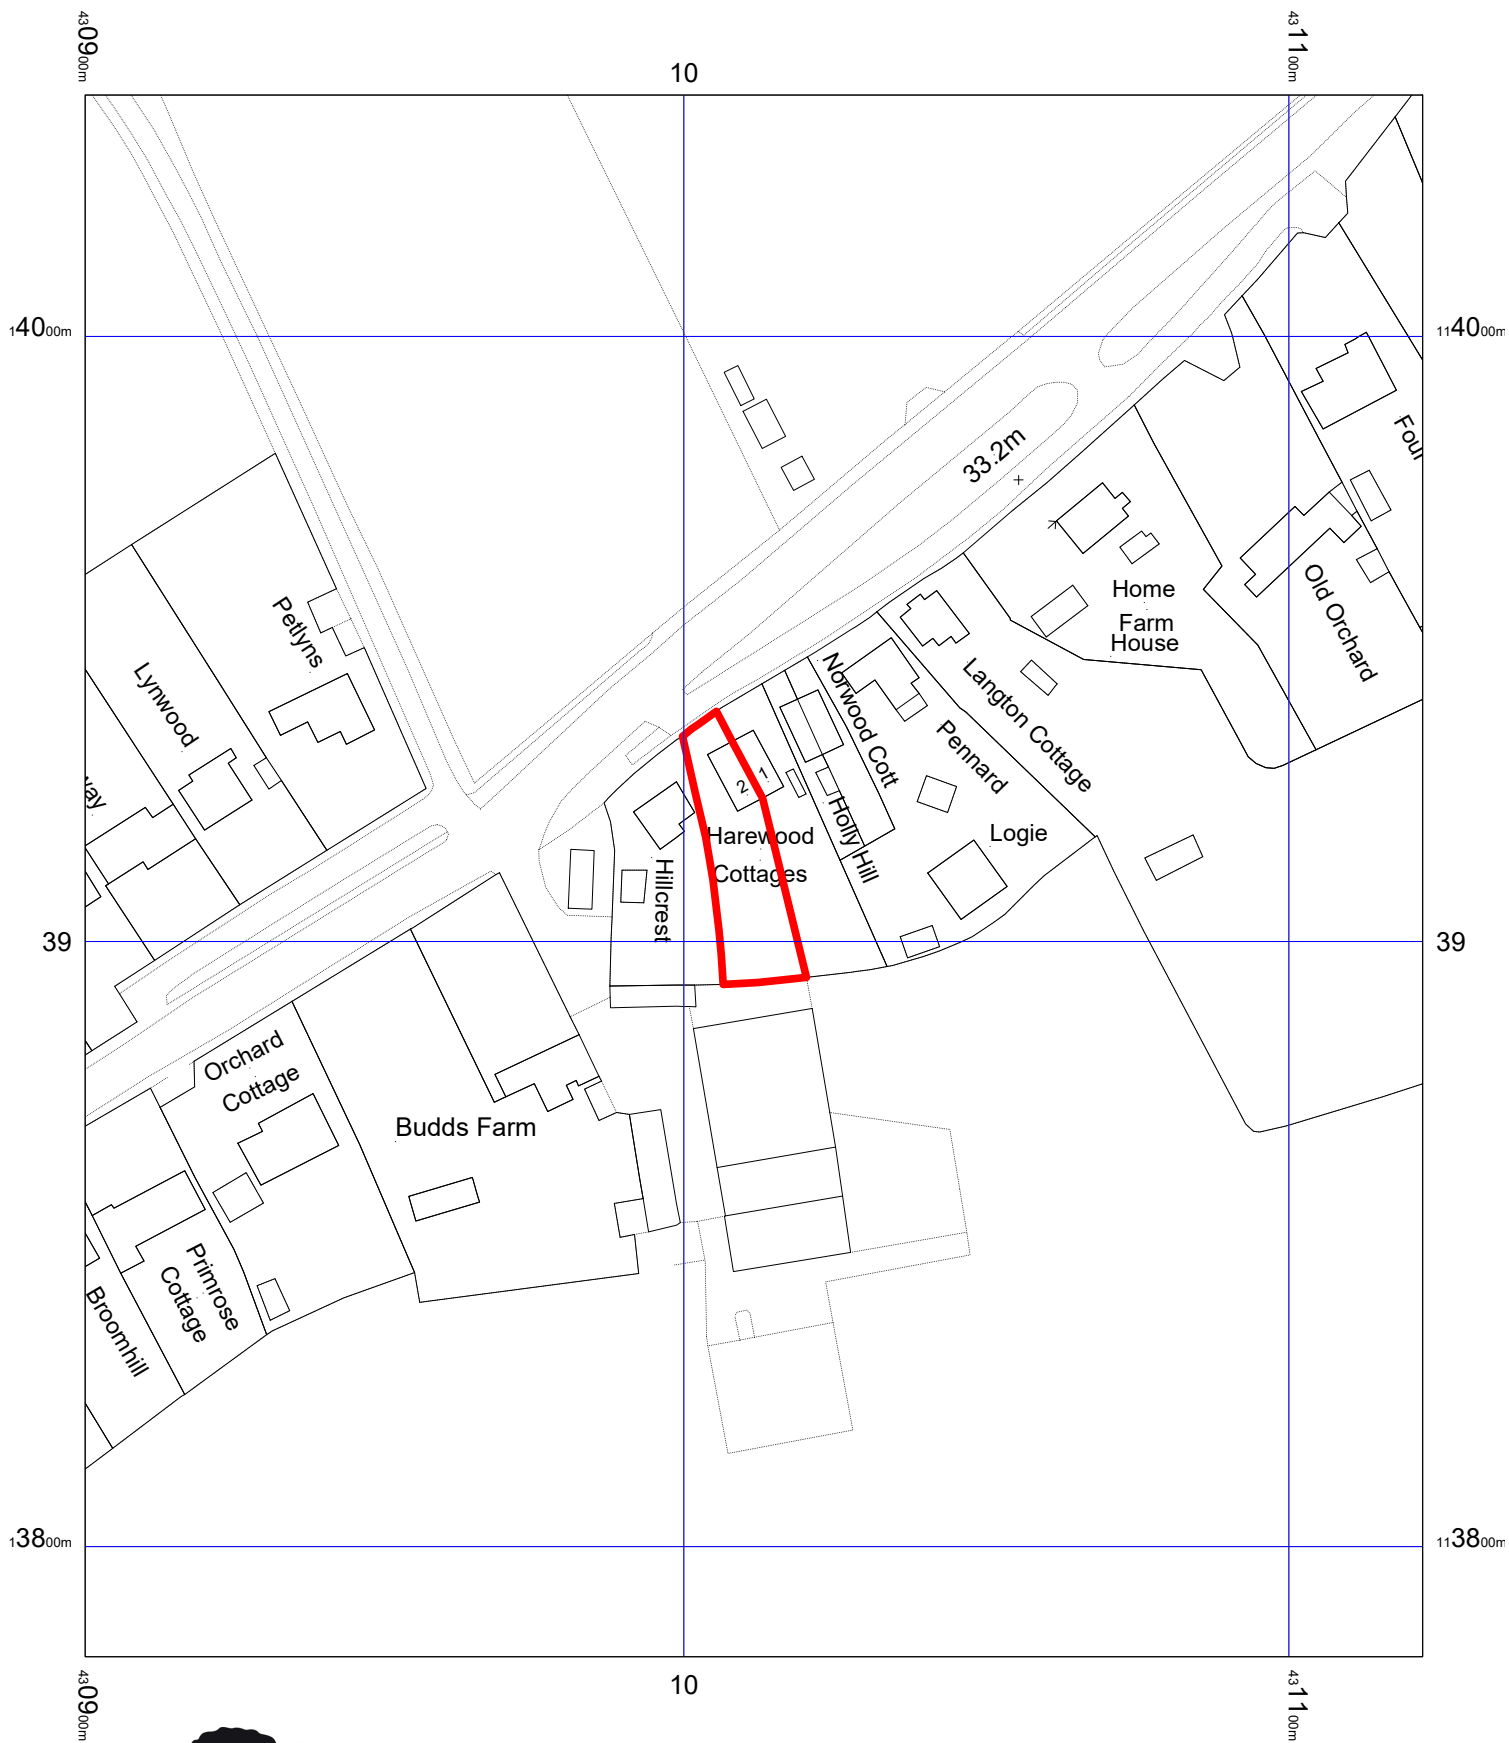 4309 00m
10
4311 00m
140 00m
1140 00m
33.2m
Four
Petlyns
Lynwood
way
Home
Farm
House
Old Orchard
Norwood Cott
Langton Cottage
Pennard
2
1
Holly Hill
Harewood
Cottages
Logie
Hillcrest
39
39
Orchard
Cottage
Budds Farm
Primrose
Cottage
Broomhill
138 00m
1138 00m
4309 00m
10
4311 00m